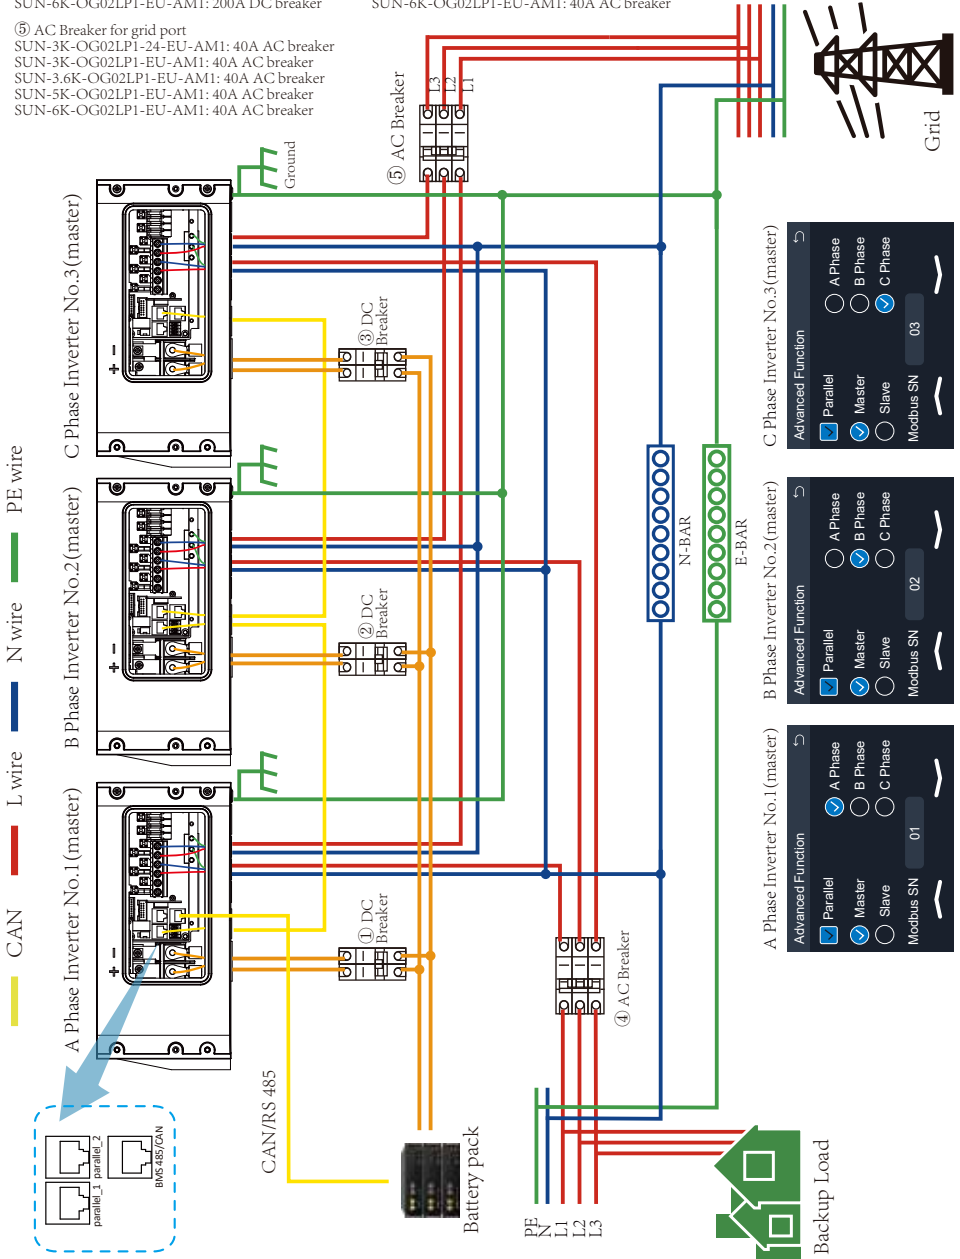 SUN-6K-OG02LP1-EU-AM1: 200A DC breaker
SUN-6K-OG02LP1-EU-AM1: 40A AC breaker
⑤ AC Breaker for grid port
SUN-3K-OG02LP1-24-EU-AM1: 40A AC breaker
SUN-3K-OG02LP1-EU-AM1: 40A AC breaker
SUN-3.6K-OG02LP1-EU-AM1: 40A AC breaker
SUN-5K-OG02LP1-EU-AM1: 40A AC breaker
SUN-6K-OG02LP1-EU-AM1: 40A AC breaker
CAN
L wire
N wire
PE wire
A Phase Inverter No.1(master)
B Phase Inverter No.2(master)
C Phase Inverter No.3(master)
+ −
+ −
+ −
Ground
parallel_1
parallel_2
BMS 485/CAN
CAN/RS 485
Battery pack
① DC
Breaker
② DC
Breaker
③ DC
Breaker
④ AC Breaker
⑤ AC Breaker
L3
L2
L1
Grid
PE
N
L1
L2
L3
Backup Load
N-BAR
E-BAR
A Phase Inverter No.1(master)
Advanced Function
Parallel
A Phase
Master
B Phase
Slave
C Phase
Modbus SN
01
B Phase Inverter No.2(master)
Advanced Function
Parallel
A Phase
Master
B Phase
Slave
C Phase
Modbus SN
02
C Phase Inverter No.3(master)
Advanced Function
Parallel
A Phase
Master
B Phase
Slave
C Phase
Modbus SN
03